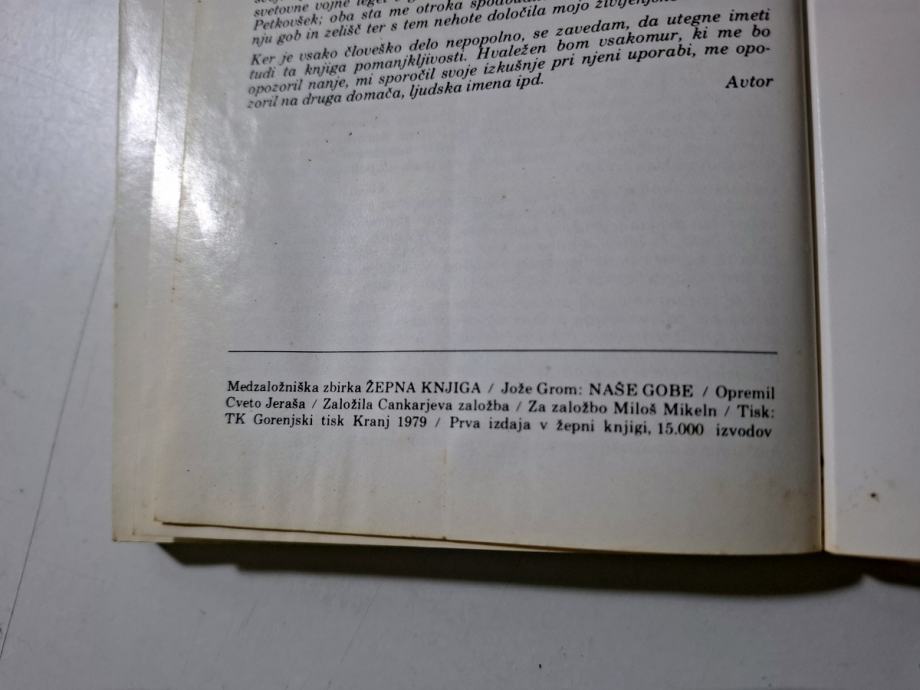 svetovne vojne
Petkovšek; oba sta me otroka
nju gob in zelišč ter s tem nehote določila mojo
Ker je vsako človeško delo nepopolno, se zavedam, da utegne imeti
tudi ta knjiga pomanjkljivosti. Hvaležen bom vsakomur, ki me bo
opozoril nanje, mi sporočil svoje izkušnje pri njeni uporabi, me opo-
zoril na druga domača, ljudska imena ipd.
Avtor
Medzaložniška zbirka ŽEPNA KNJIGA / Jože Grom: NAŠE GOBE / Opremil
Cveto Jeraša / Založila Cankarjeva založba / Za založbo Miloš Mikeln / Tisk:
TK Gorenjski tisk Kranj 1979 / Prva izdaja v žepni knjigi, 15.000 izvodov